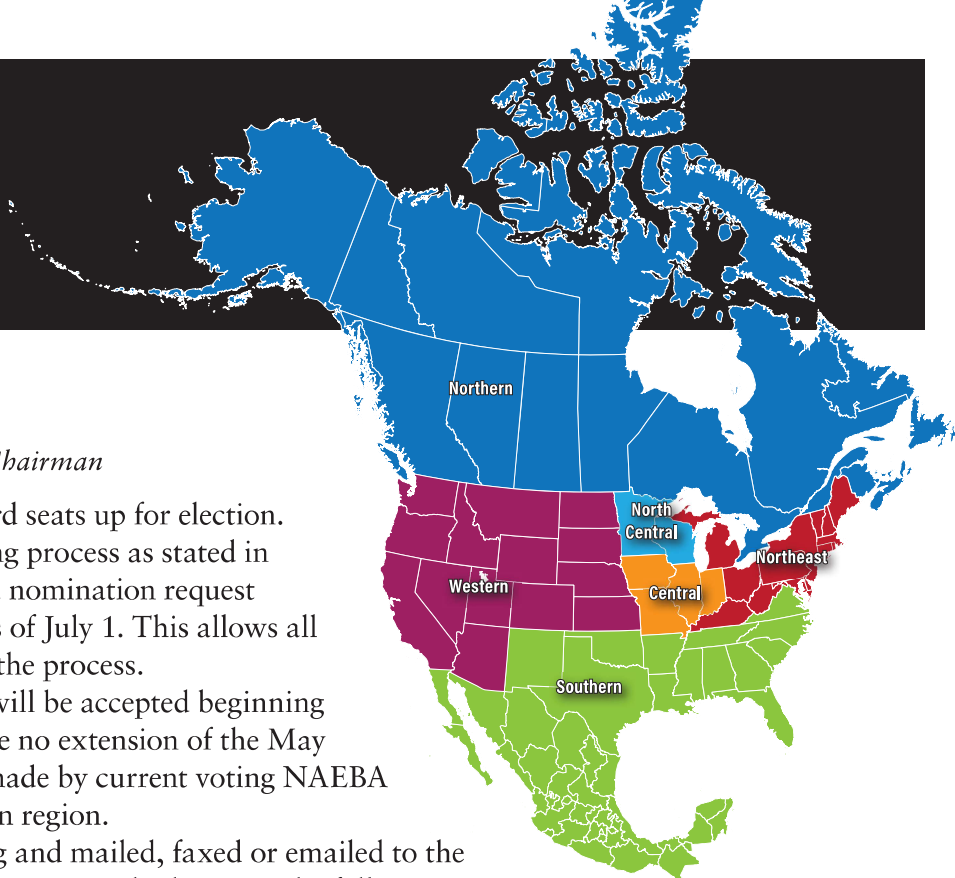 Northern
North
Central
Northeast
Western
Central
Southern
hairman
rd seats up for election.
ng process as stated in
nomination request
s of July 1. This allows all
the process.
will be accepted beginning
e no extension of the May
made by current voting NAEBA
n region.
g and mailed, faxed or emailed to the